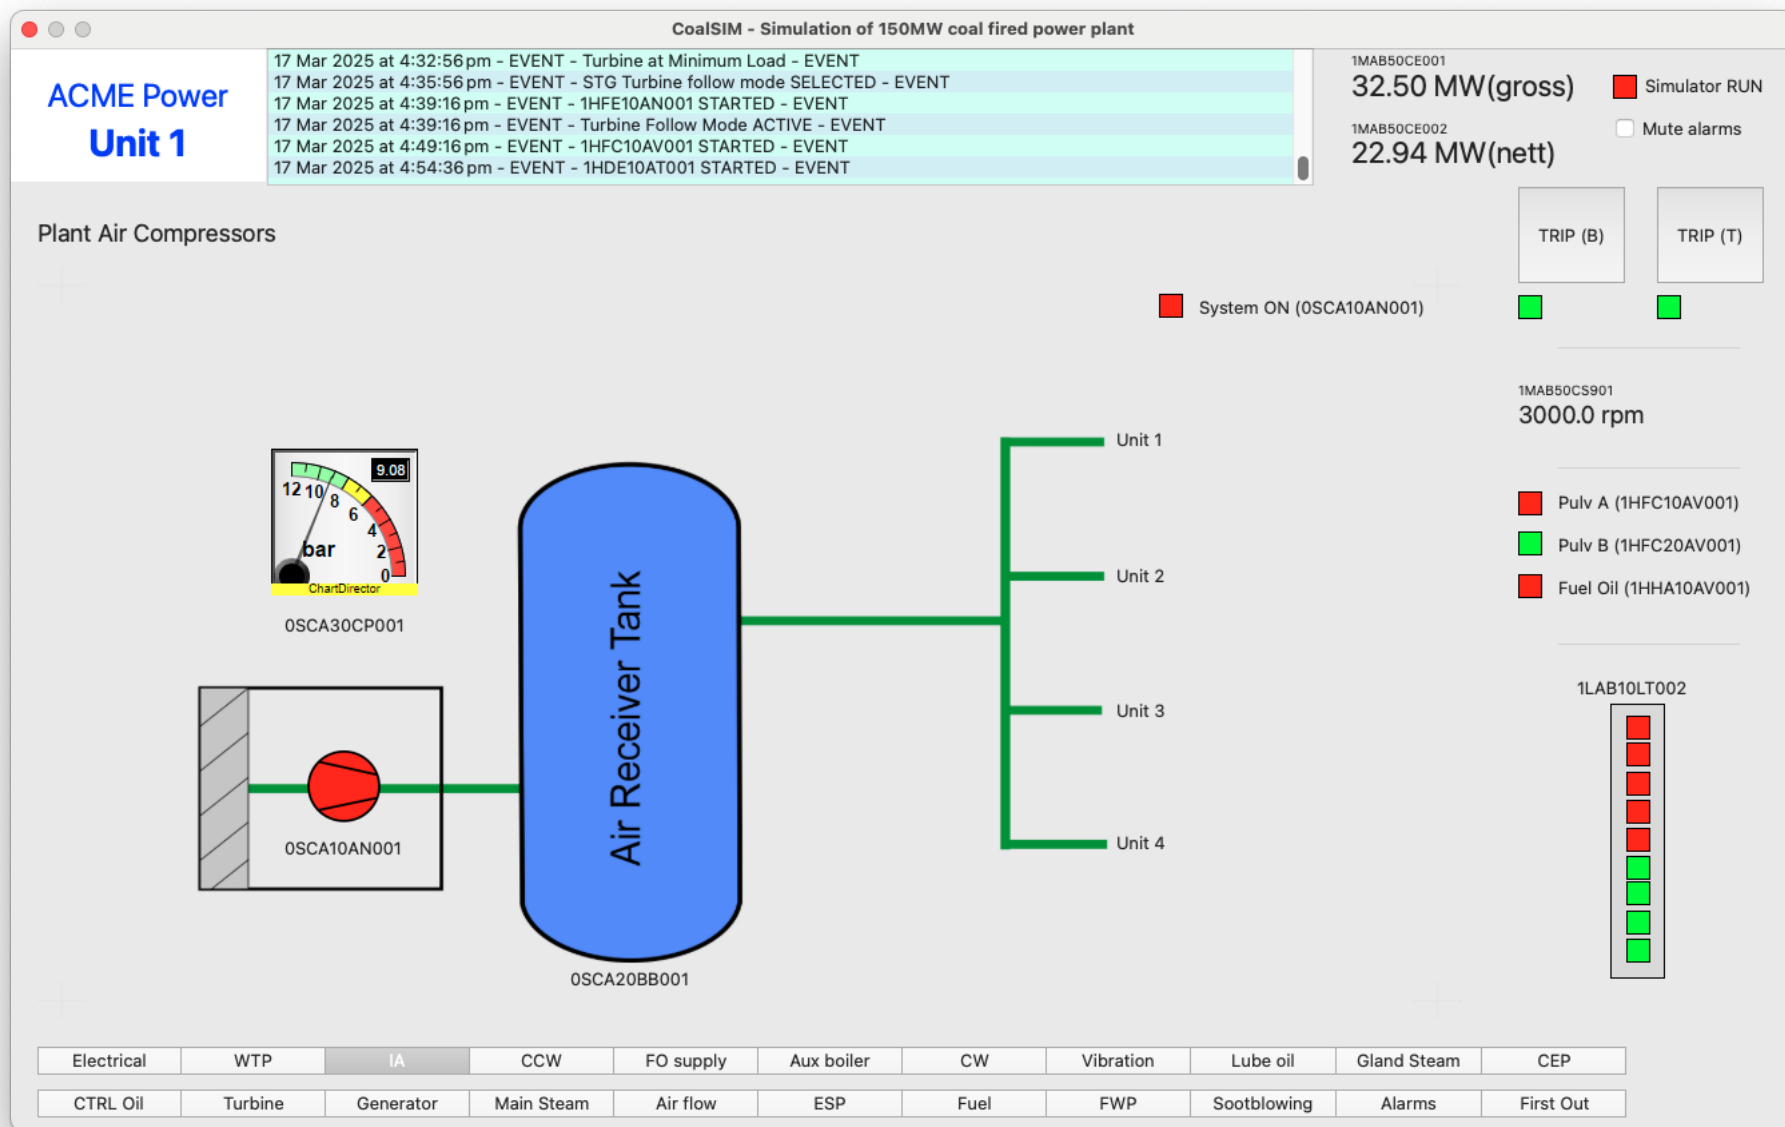 CoalSIM - Simulation of 150MW coal fired power plant
ACME Power
Unit 1
17 Mar 2025 at 4:32:56 pm - EVENT - Turbine at Minimum Load - EVENT
17 Mar 2025 at 4:35:56 pm - EVENT - STG Turbine follow mode SELECTED - EVENT
17 Mar 2025 at 4:39:16 pm - EVENT - 1HFE10AN001 STARTED - EVENT
17 Mar 2025 at 4:39:16 pm - EVENT - Turbine Follow Mode ACTIVE - EVENT
17 Mar 2025 at 4:49:16 pm - EVENT - 1HFC10AV001 STARTED - EVENT
17 Mar 2025 at 4:54:36 pm - EVENT - 1HDE10AT001 STARTED - EVENT
1MAB50CE001
32.50 MW(gross)
1MAB50CE002
22.94 MW(nett)
Simulator RUN
Mute alarms
TRIP (B)
TRIP (T)
Plant Air Compressors
System ON (0SCA10AN001)
1MAB50CS901
3000.0 rpm
Pulv A (1HFC10AV001)
Pulv B (1HFC20AV001)
Fuel Oil (1HHA10AV001)
1LAB10LT002
9.08
12 10 8 6 4 2 0
bar
ChartDirector
0SCA30CP001
0SCA10AN001
Air Receiver Tank
0SCA20BB001
Unit 1
Unit 2
Unit 3
Unit 4
Electrical WTP IA CCW FO supply Aux boiler CW Vibration Lube oil Gland Steam CEP
CTRL Oil Turbine Generator Main Steam Air flow ESP Fuel FWP Sootblowing Alarms First Out